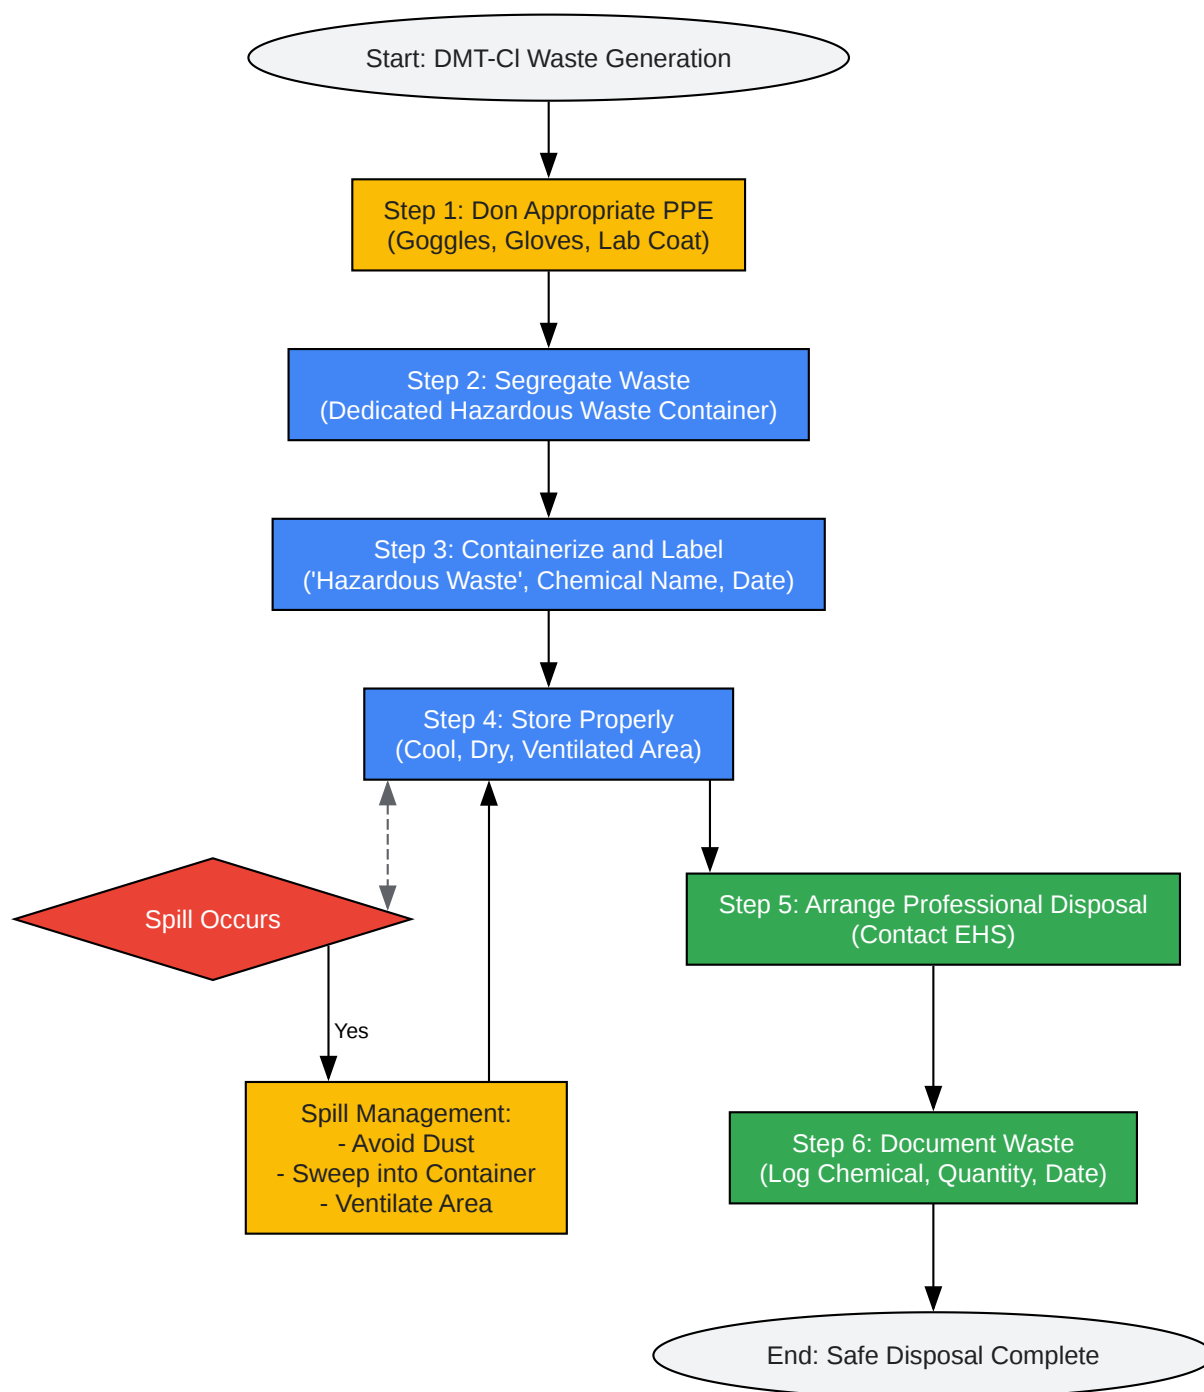 Start: DMT-Cl Waste Generation
Step 1: Don Appropriate PPE
(Goggles, Gloves, Lab Coat)
Step 2: Segregate Waste
(Dedicated Hazardous Waste Container)
Step 3: Containerize and Label
('Hazardous Waste', Chemical Name, Date)
Step 4: Store Properly
(Cool, Dry, Ventilated Area)
Spill Occurs
Yes
Spill Management:
- Avoid Dust
- Sweep into Container
- Ventilate Area
Step 5: Arrange Professional Disposal
(Contact EHS)
Step 6: Document Waste
(Log Chemical, Quantity, Date)
End: Safe Disposal Complete